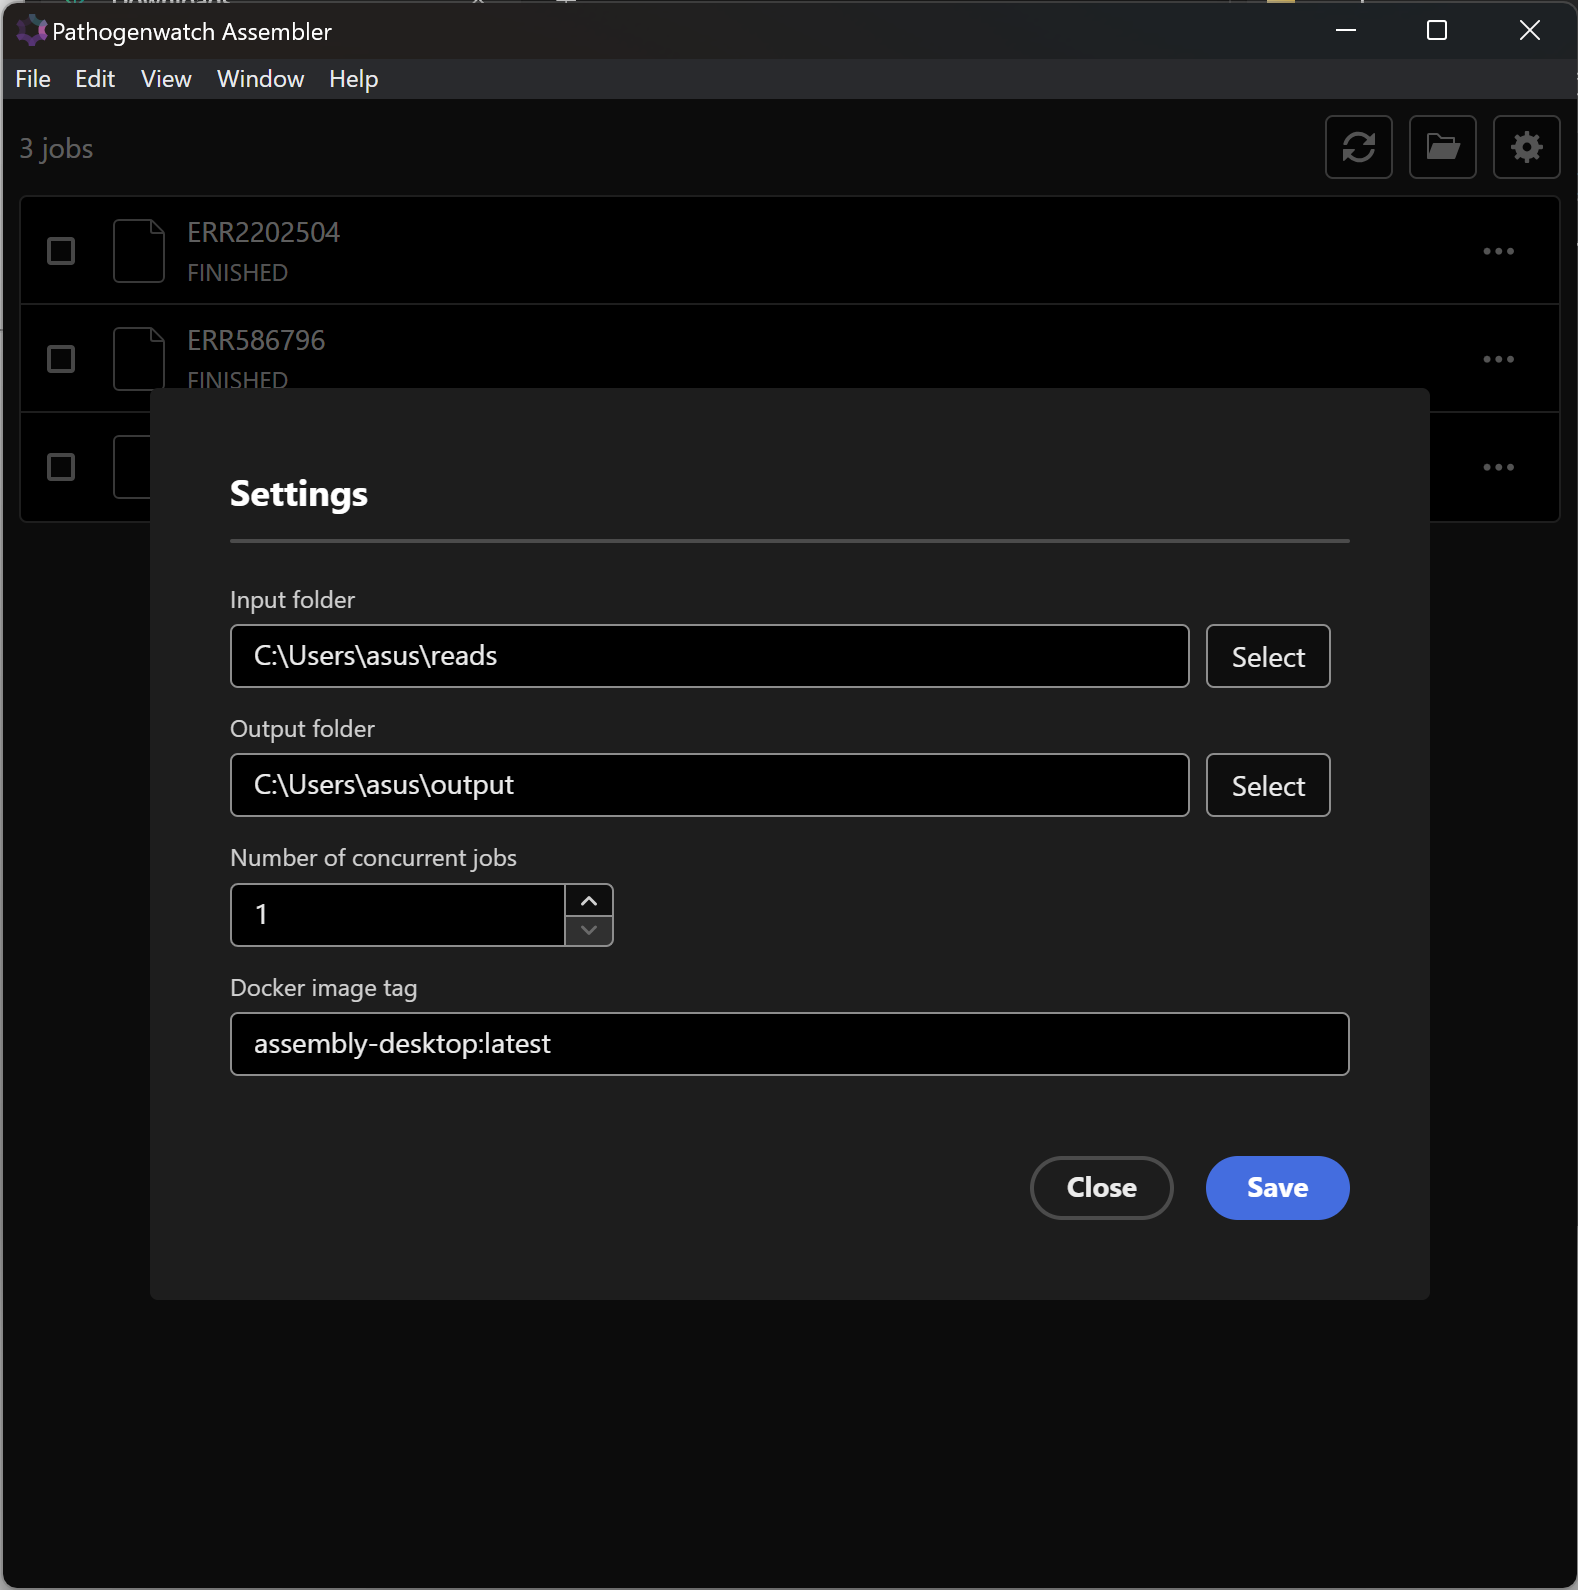 Pathogenwatch Assembler
File Edit View Window Help
3 jobs
ERR2202504
FINISHED
ERR586796
FINISHED
Settings
Input folder
C:\Users\asus\reads
Select
Output folder
C:\Users\asus\output
Select
Number of concurrent jobs
1
Docker image tag
assembly-desktop:latest
Close
Save